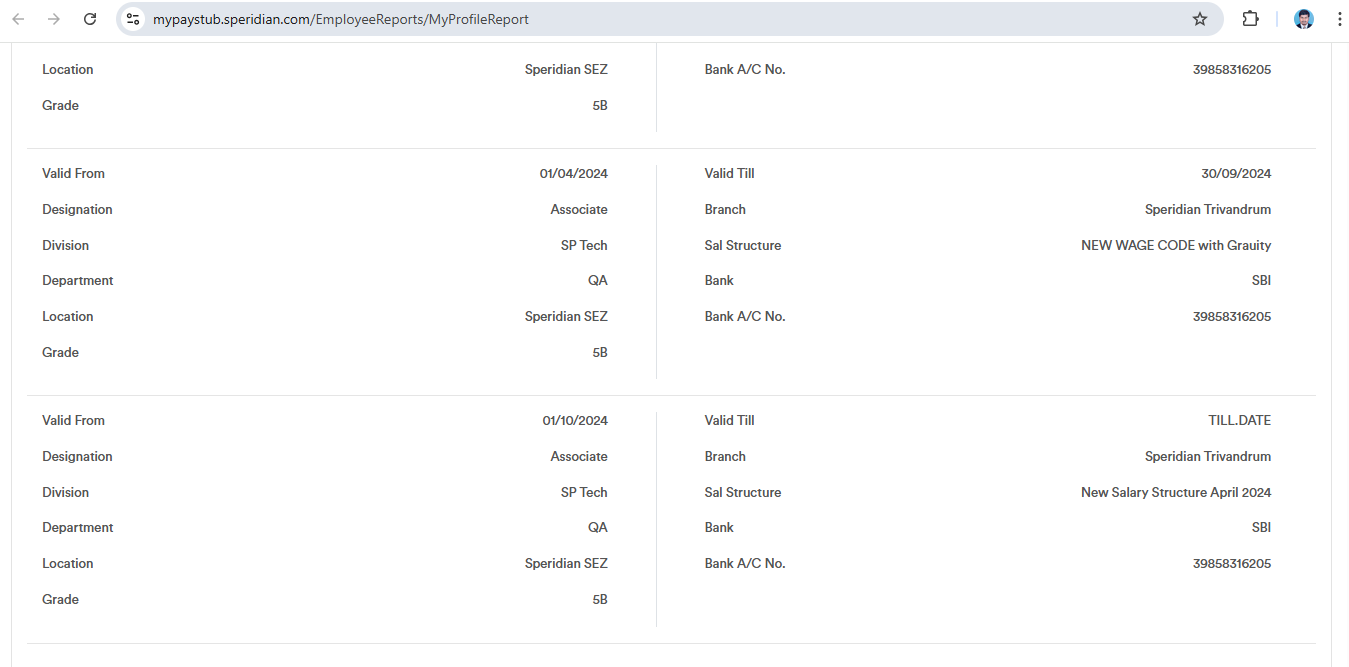 mypaystub.speridian.com/EmployeeReports/MyProfileReport
Location Speridian SEZ Bank A/C No. 39858316205
Grade 5B
Valid From 01/04/2024 Valid Till 30/09/2024
Designation Associate Branch Speridian Trivandrum
Division SP Tech Sal Structure NEW WAGE CODE with Grauity
Department QA Bank SBI
Location Speridian SEZ Bank A/C No. 39858316205
Grade 5B
Valid From 01/10/2024 Valid Till TILL.DATE
Designation Associate Branch Speridian Trivandrum
Division SP Tech Sal Structure New Salary Structure April 2024
Department QA Bank SBI
Location Speridian SEZ Bank A/C No. 39858316205
Grade 5B